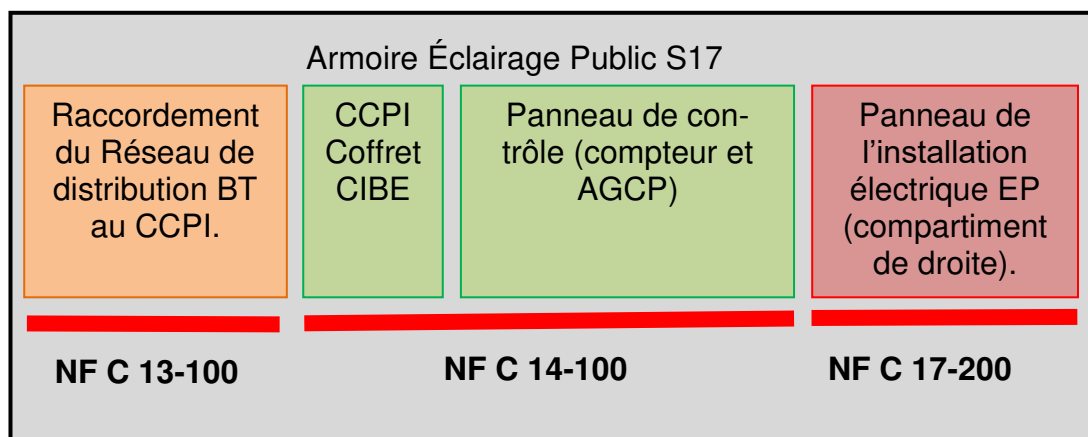 Armoire Éclairage Public S17
Raccordement
du Réseau de
distribution BT
au CCPI.
CCPI
Coffret
CIBE
Panneau de con-
trôle (compteur et
AGCP)
Panneau de
l’installation
électrique EP
(compartiment
de droite).
NF C 13-100
NF C 14-100
NF C 17-200